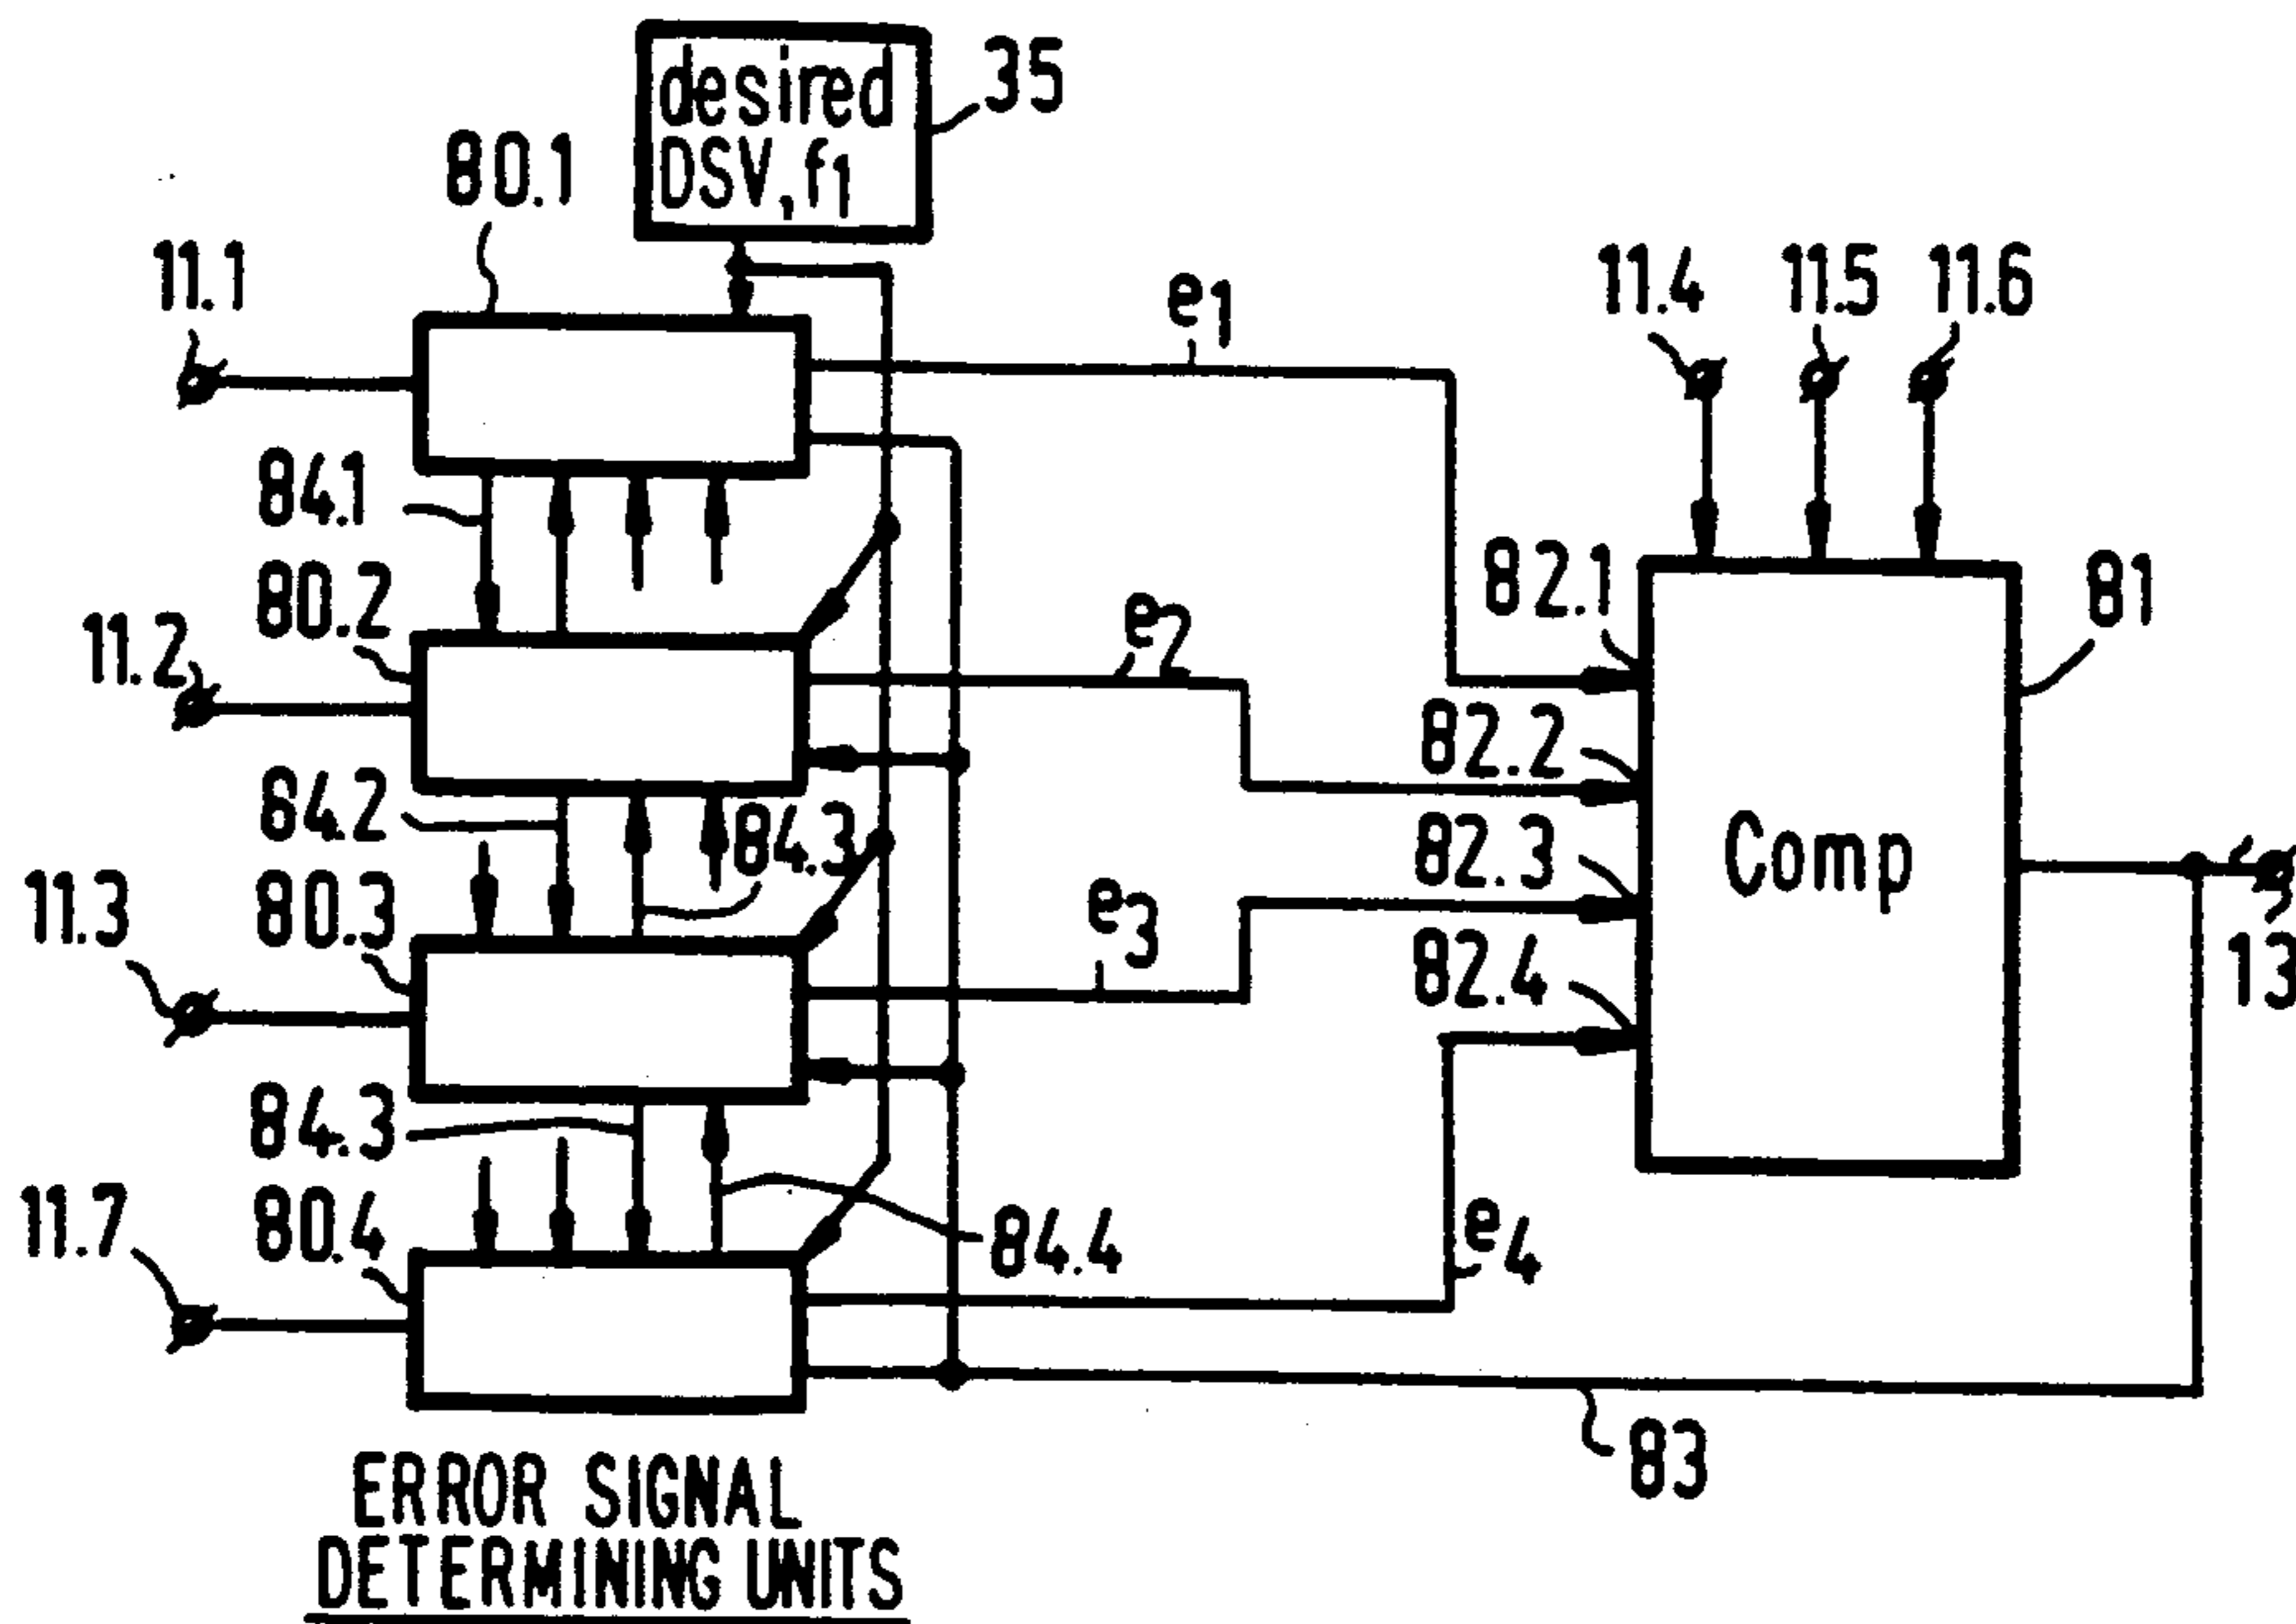 desired
DSV, f1
35
80.1
11.1
e1
11.4
11.5
11.6
84.1
80.2
11.2
e2
82.1
81
82.2
64.2
84.3
82.3
Comp
11.3
80.3
e3
82.4
13
84.3
11.7
80.4
84.4
e4
83
ERROR SIGNAL
DETERMINING UNITS